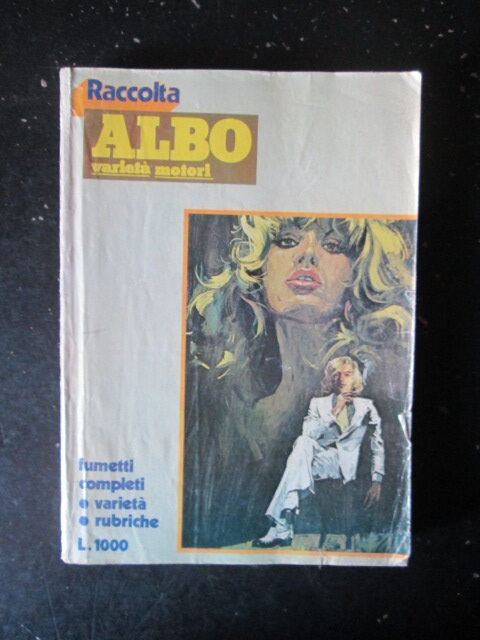 Raccolta
ALBO
varietà motori
fumetti
completi
e varietà
e rubriche
L. 1000